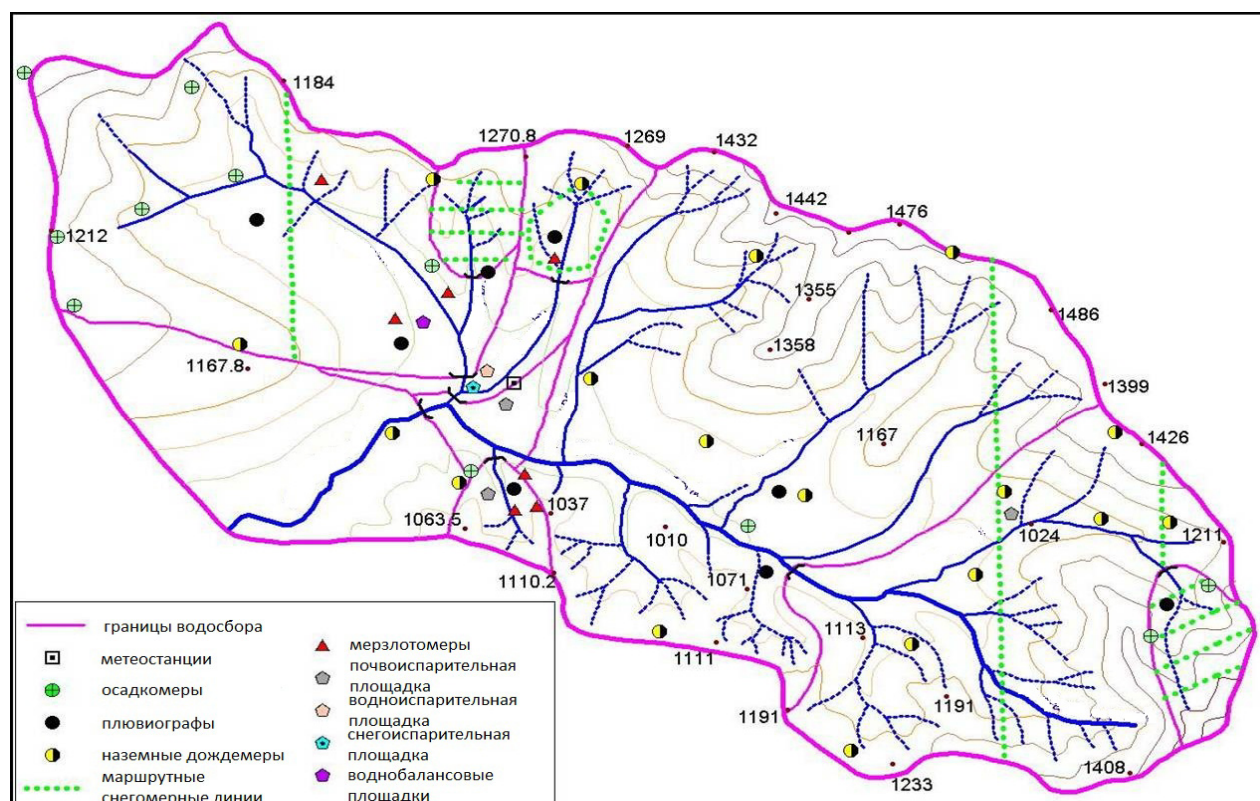 1184
1270.8
1269
1432
1442
1476
1212
1355
1486
1358
1167.8
1399
1167
1426
1063.5
1037
1010
1024
1211
1110.2
1071
1113
1111
1191
1191
1233
1408
границы водосбора
метеостанции
осадкомеры
плювиографы
наземные дождемеры
маршрутные
снегомерные линии
мерзлотомеры
почвоиспарительная
площадка
водноиспарительная
площадка
снегоиспарительная
площадка
воднобалансовые
площадки